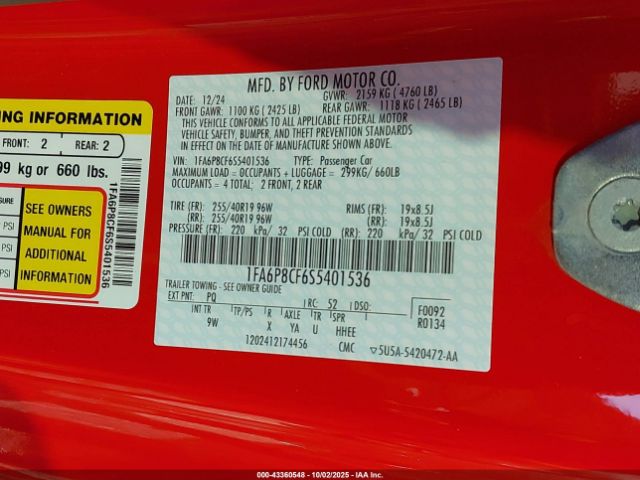 NG INFORMATION
FRONT: 2 REAR: 2
99 kg or 660 lbs.
PSI
PSI
PSI
SEE OWNERS
MANUAL FOR
ADDITIONAL
INFORMATION
1FA6P8CF6S5401536
MFD. BY FORD MOTOR CO.
DATE: 12/24 GVWR: 2159 KG ( 4760 LB)
FRONT GAWR: 1100 KG ( 2425 LB) REAR GAWR: 1118 KG ( 2465 LB)
THIS VEHICLE CONFORMS TO ALL APPLICABLE FEDERAL MOTOR
VEHICLE SAFETY, BUMPER, AND THEFT PREVENTION STANDARDS
IN EFFECT ON THE DATE OF MANUFACTURE SHOWN ABOVE.
VIN: 1FA6P8CF6S5401536 TYPE: Passenger Car
MAXIMUM LOAD = OCCUPANTS + LUGGAGE = 299KG/ 660LB
OCCUPANTS = 4 TOTAL: 2 FRONT, 2 REAR
TIRE (FR): 255/40R19 96W RIMS (FR): 19x8.5J
(RR): 255/40R19 96W (RR): 19x8.5J
PRESSURE (FR): 220 kPa/ 32 PSI COLD (RR): 220 kPa/ 32 PSI COLD
1FA6P8CF6S5401536
TRAILER TOWING - SEE OWNER GUIDE
EXT PNT: PQ RC: 52 DSO: F0092
INT TR TP/PS R AXLE TR SPR R0134
9W X YA U HHEE
1202412174456 CMC ▽5U5A-5420472-AA
000-43360548 - 10/02/2025 - IAA Inc.